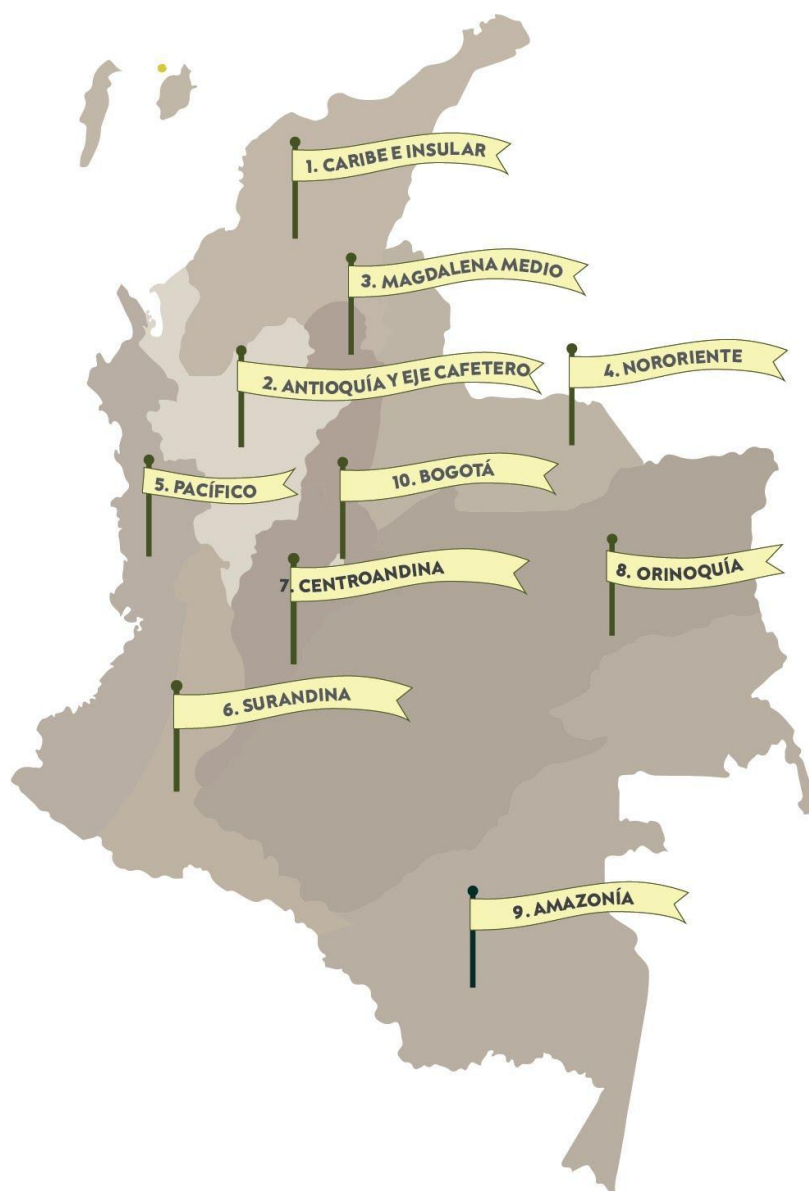 1. CARIBE E INSULAR
3. MAGDALENA MEDIO
2. ANTIOQUÍA Y EJE CAFETERO
4. NORORIENTE
5. PACÍFICO
10. BOGOTÁ
7. CENTROANDINA
8. ORINOQUÍA
6. SURANDINA
9. AMAZONÍA